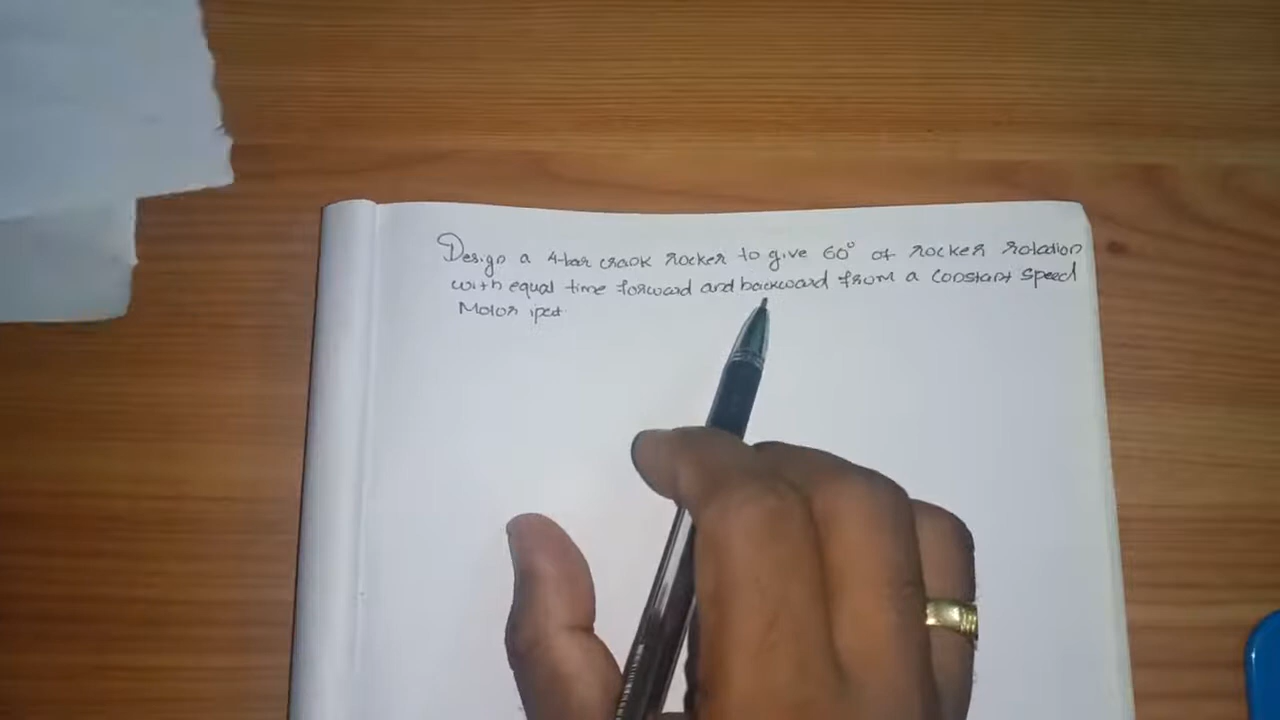 Design a 4-bar crank rocker to give 60° of rocker rotation
with equal time forward and backward from a constant speed
Motor ipet